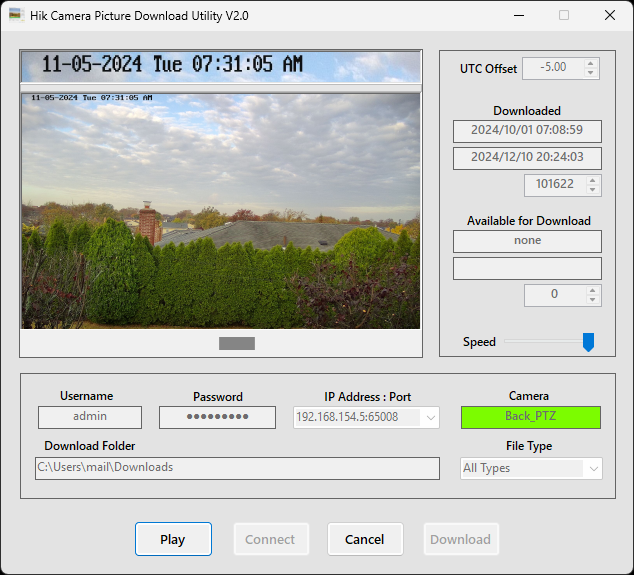 Hik Camera Picture Download Utility V2.0
11-05-2024 Tue 07:31:05 AM
11-05-2024 Tue 07:31:05 AM
UTC Offset -5.00
Downloaded
2024/10/01 07:08:59
2024/12/10 20:24:03
101622
Available for Download
none
0
Speed
Username Password IP Address : Port Camera
admin ●●●●●●●●● 192.168.154.5:65008 Back_PTZ
Download Folder File Type
C:\Users\mail\Downloads All Types
Play Connect Cancel Download